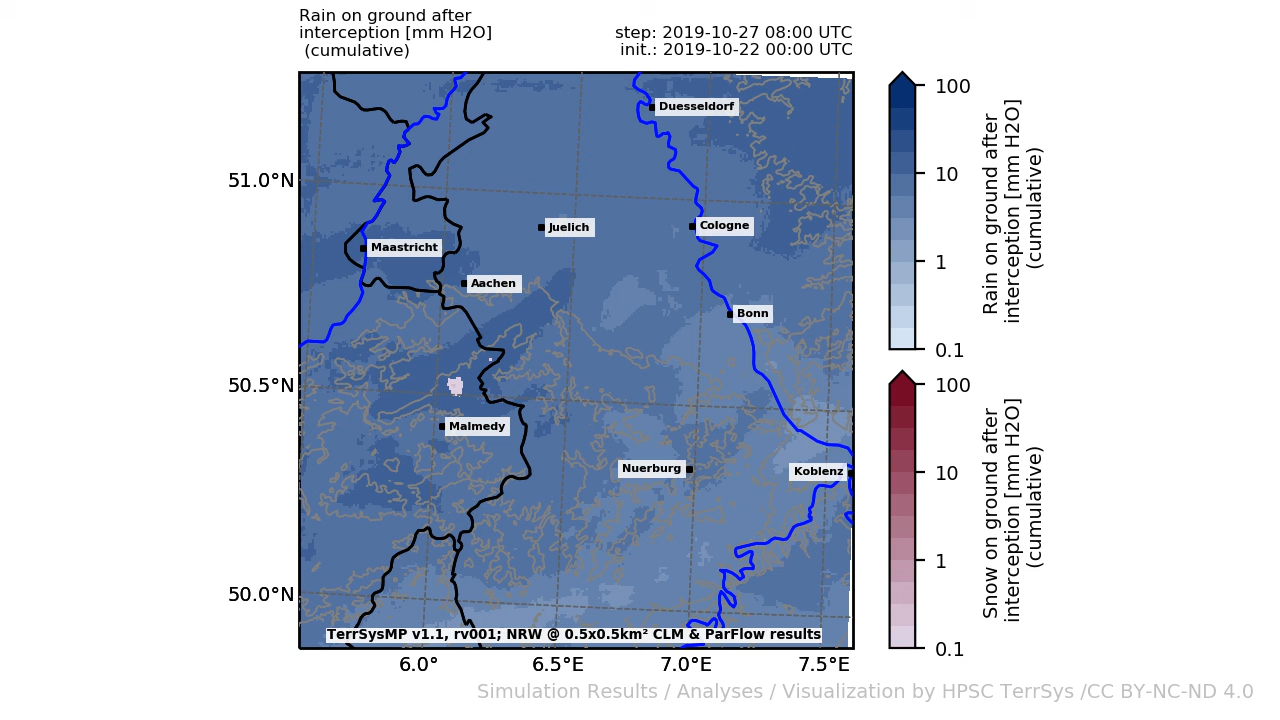 Rain on ground after
interception [mm H2O]
(cumulative)
step: 2019-10-27 08:00 UTC
init.: 2019-10-22 00:00 UTC
51.0°N
50.5°N
50.0°N
6.0°
6.5°E
7.0°E
7.5°E
Duesseldorf
Juelich
Cologne
Maastricht
Aachen
Bonn
Malmedy
Nuerburg
Koblenz
TerrSysMP v1.1, rv001; NRW @ 0.5x0.5km² CLM & ParFlow results
100
10
1
0.1
Rain on ground after
interception [mm H2O]
(cumulative)
100
10
1
0.1
Snow on ground after
interception [mm H2O]
(cumulative)
Simulation Results / Analyses / Visualization by HPSC TerrSys /CC BY-NC-ND 4.0